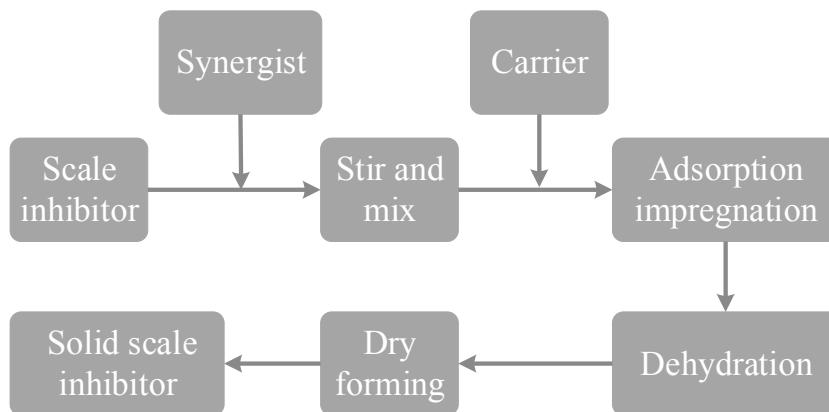 Synergist
Carrier
Scale
inhibitor
Stir and
mix
Adsorption
impregnation
Solid scale
inhibitor
Dry
forming
Dehydration